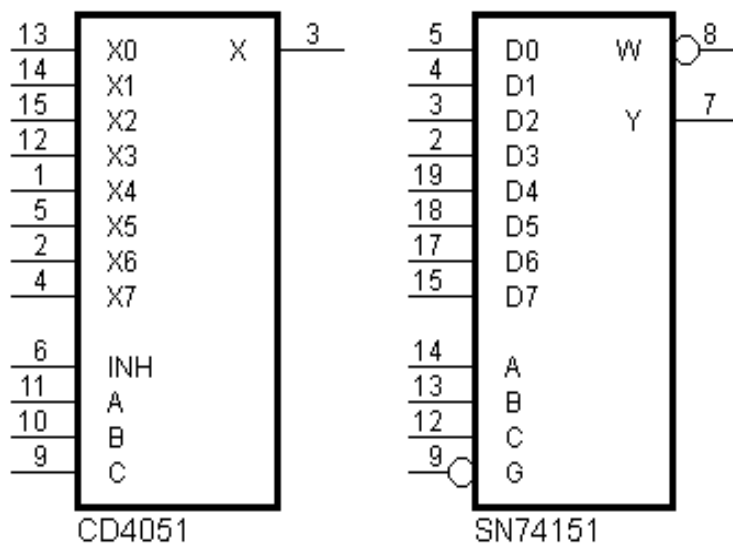 13 X0 X 3
14 X1
15 X2
12 X3
1 X4
5 X5
2 X6
4 X7
6 INH
11 A
10 B
9 C
CD4051
5 D0 W 8
4 D1
3 D2 Y 7
2 D3
19 D4
18 D5
17 D6
15 D7
14 A
13 B
12 C
9 G
SN74151